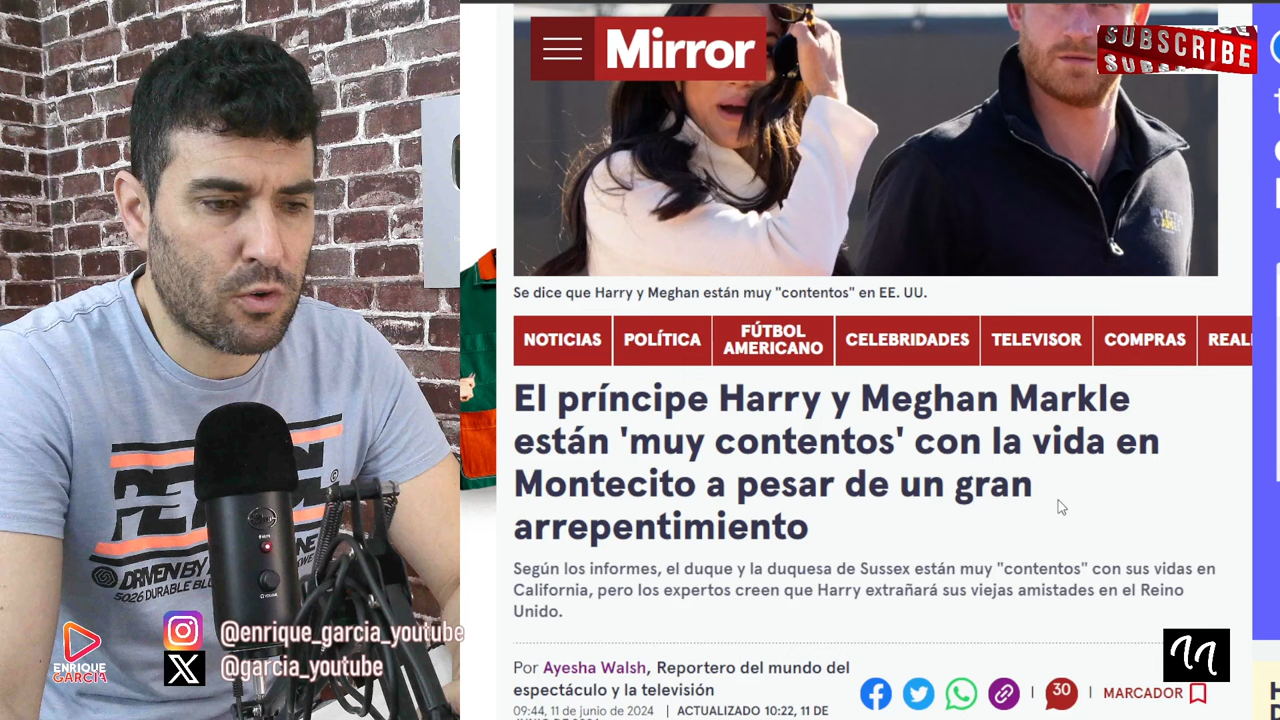 Mirror
SUBSCRIBE
Se dice que Harry y Meghan están muy "contentos" en EE. UU.
NOTICIAS
POLÍTICA
FÚTBOL
AMERICANO
CELEBRIDADES
TELEVISOR
COMPRAS
El príncipe Harry y Meghan Markle
están 'muy contentos' con la vida en
Montecito a pesar de un gran
arrepentimiento
Según los informes, el duque y la duquesa de Sussex están muy "contentos" con sus vidas en
California, pero los expertos creen que Harry extrañará sus viejas amistades en el Reino
Unido.
Por Ayesha Walsh, Reportero del mundo del
espectáculo y la televisión
09:44, 11 de junio de 2024 | ACTUALIZADO 10:22, 11 DE
30
MARCADOR
DRIVEN BY
5026 DURABLE
ENRIQUE
GARCIA
@enrique_garcia_youtube
@garcia_youtube